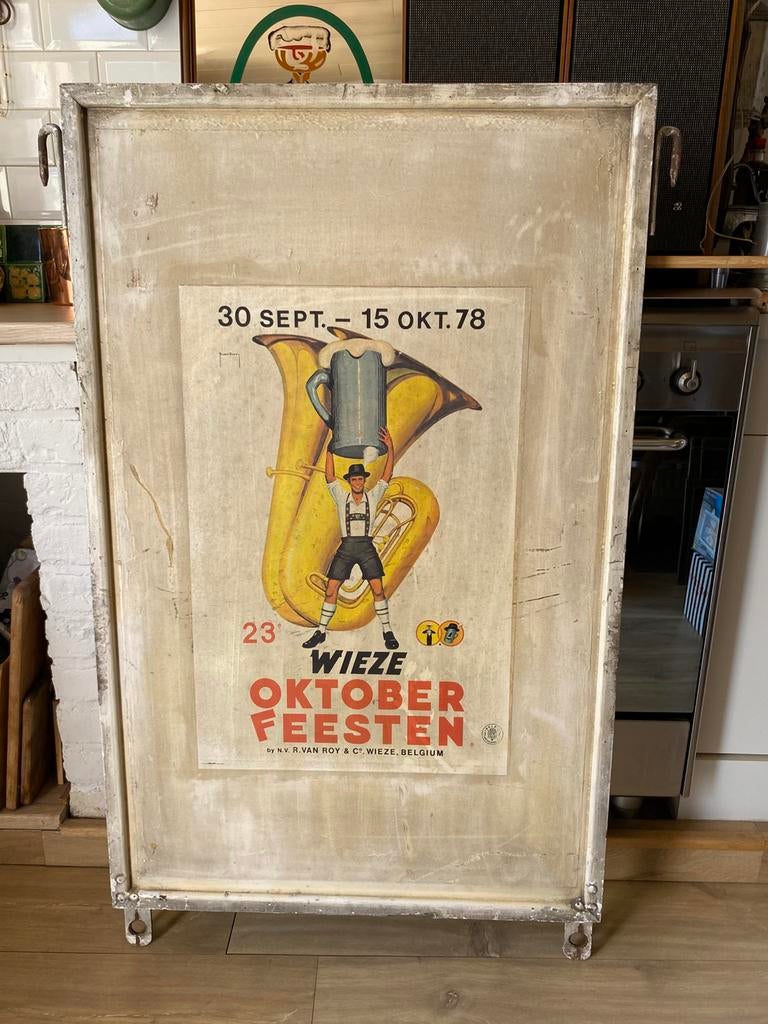 30 SEPT. – 15 OKT. 78
23e
WIEZE
OKTOBER
FEESTEN
by N.V. R. VAN ROY & Co. WIEZE, BELGIUM